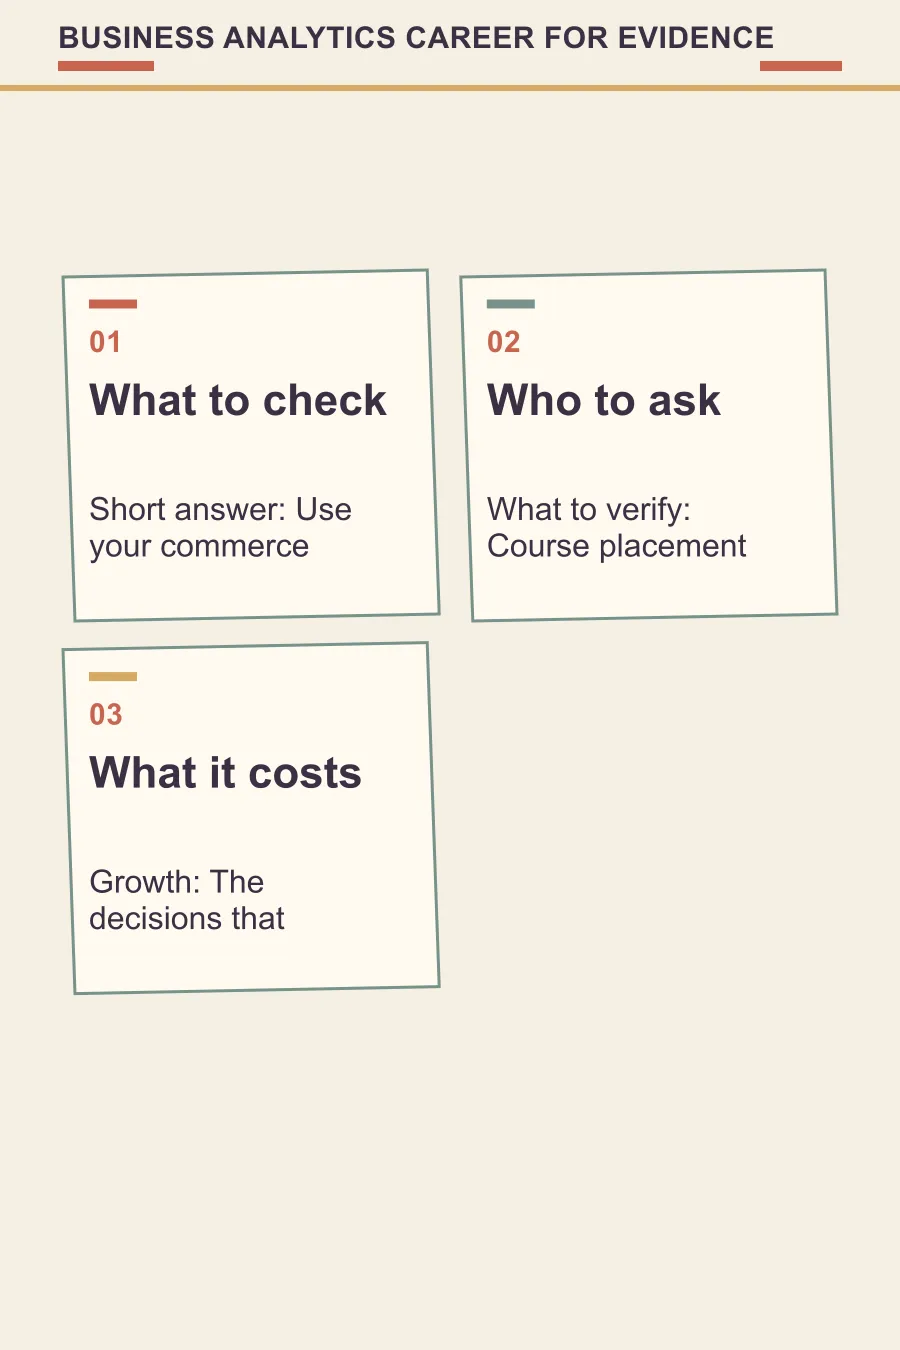 BUSINESS ANALYTICS CAREER FOR EVIDENCE
01
What to check
Short answer: Use
your commerce
02
Who to ask
What to verify:
Course placement
03
What it costs
Growth: The
decisions that